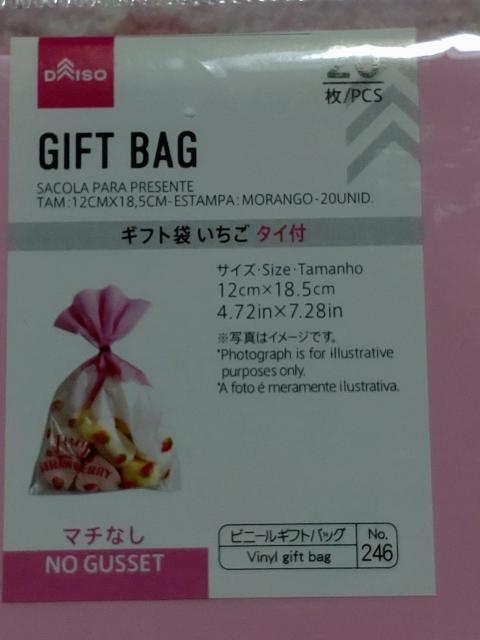 DAISO
20
枚/PCS
GIFT BAG
SACOLA PARA PRESENTE
TAM:12CMX18,5CM-ESTAMPA:MORANGO-20UNID.
ギフト袋 いちご タイ付
サイズ・Size・Tamanho
12cm×18.5cm
4.72in×7.28in
※写真はイメージです。
*Photograph is for illustrative
purposes only.
*A foto é meramente ilustrativa.
STRAWBERRY
マチなし
NO GUSSET
ビニールギフトバッグ
Vinyl gift bag
No.
246